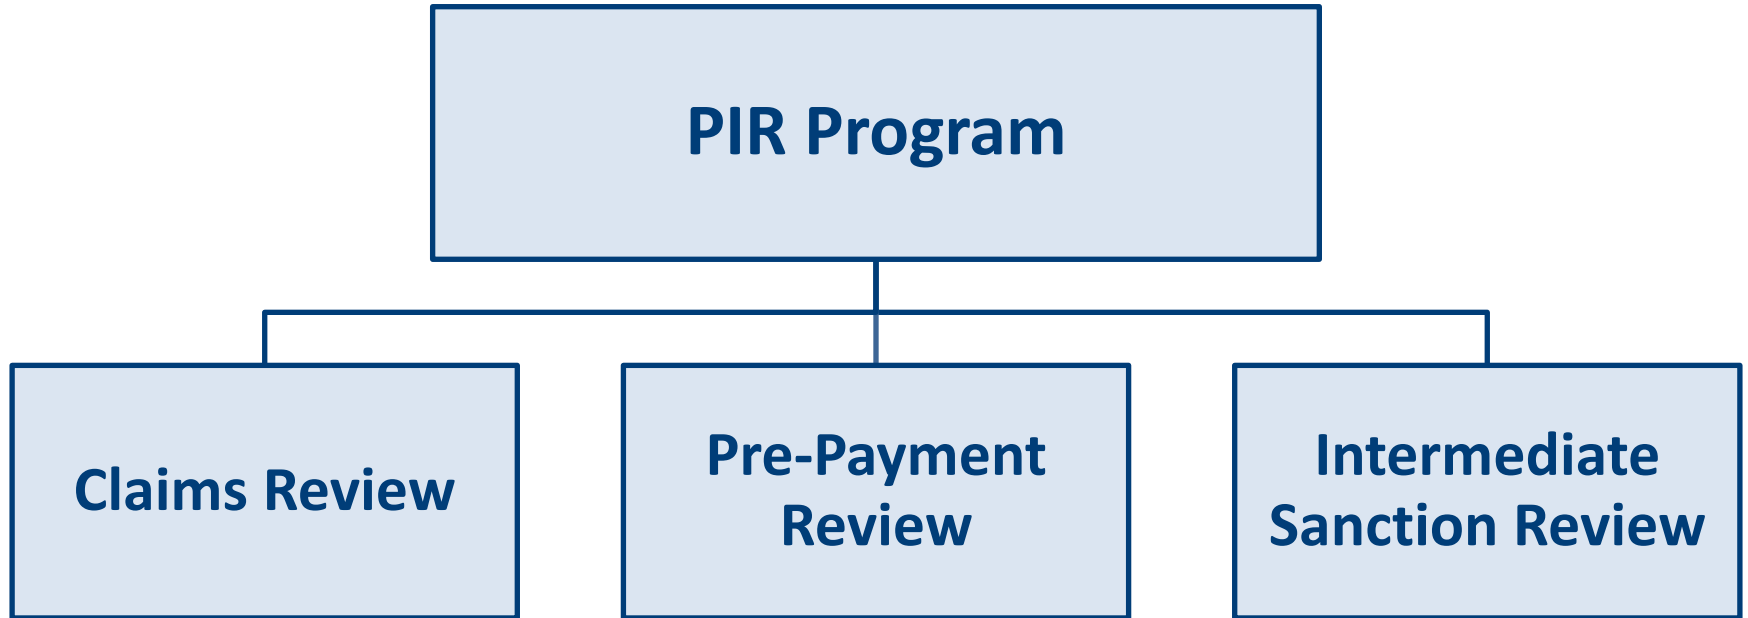 PIR Program
Claims Review
Pre-Payment
Review
Intermediate
Sanction Review